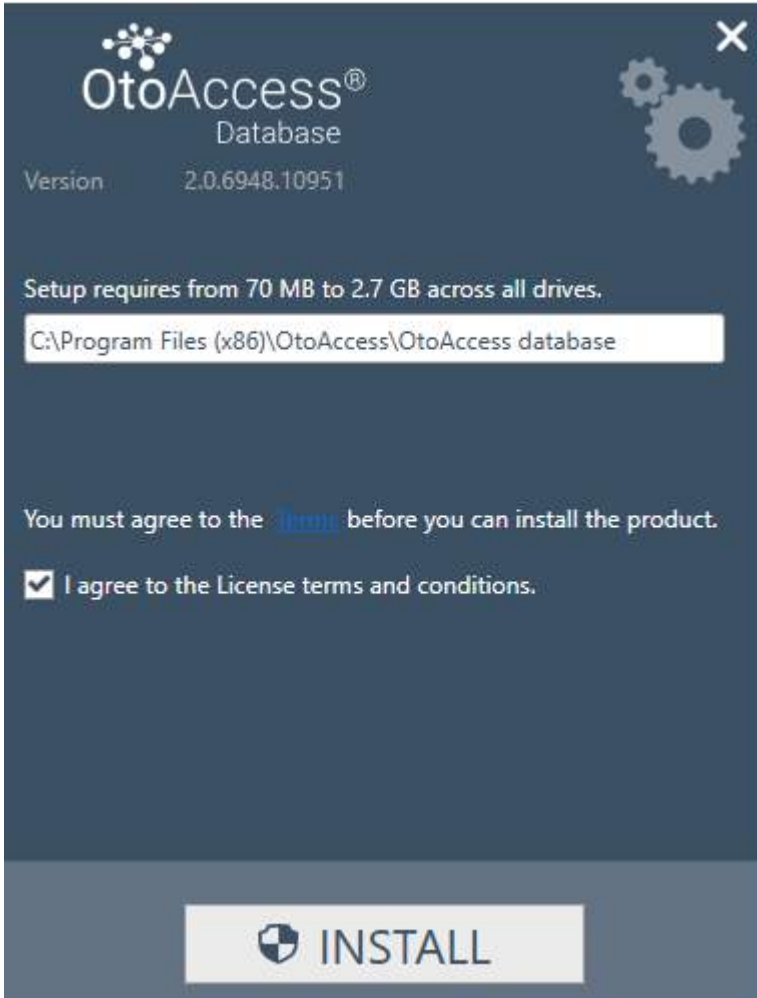 OtoAccess®
Database
Version 2.0.6948.10951
Setup requires from 70 MB to 2.7 GB across all drives.
C:\Program Files (x86)\OtoAccess\OtoAccess database
You must agree to the Terms before you can install the product.
I agree to the License terms and conditions.
INSTALL